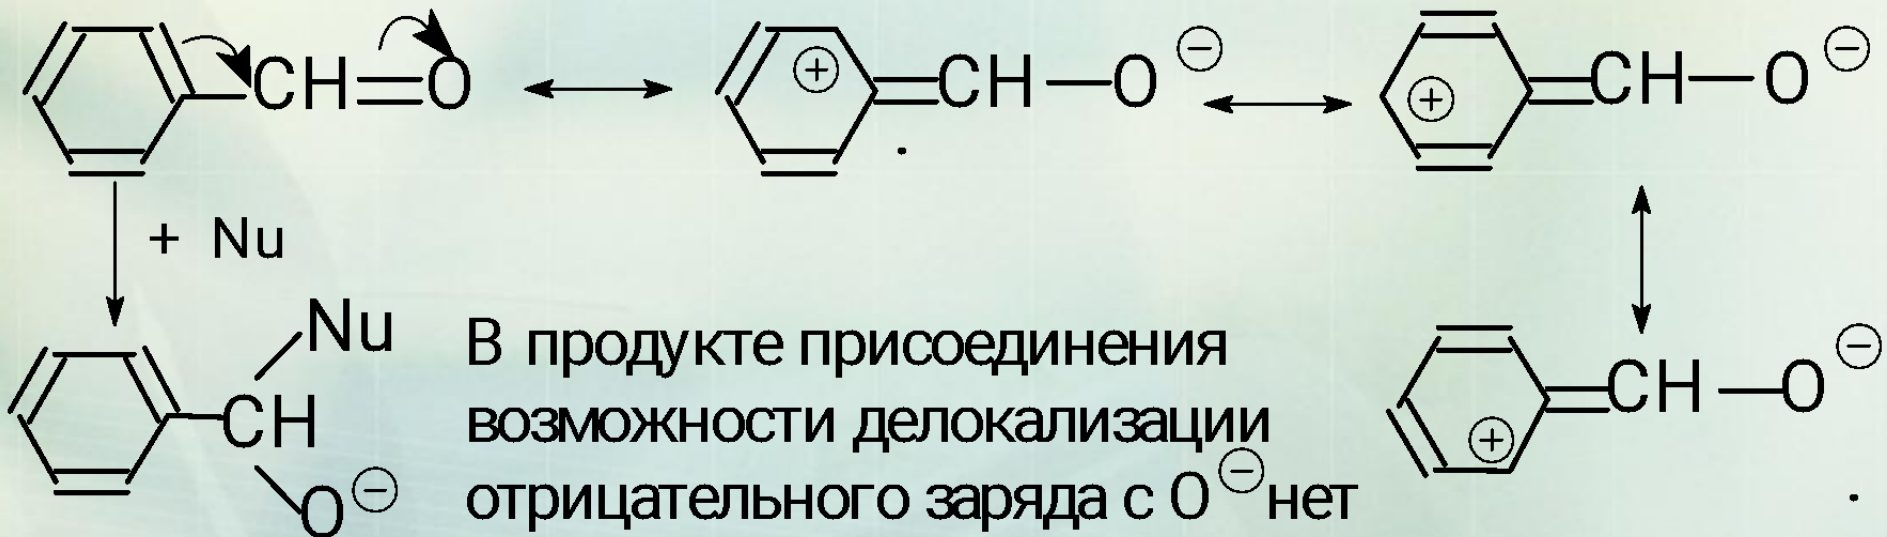 CH=O ↔ CH—O⊖ ↔ CH—O⊖
+ Nu
Nu
CH
O⊖
CH—O⊖
В продукте присоединения
возможности делокализации
отрицательного заряда с O⊖ нет